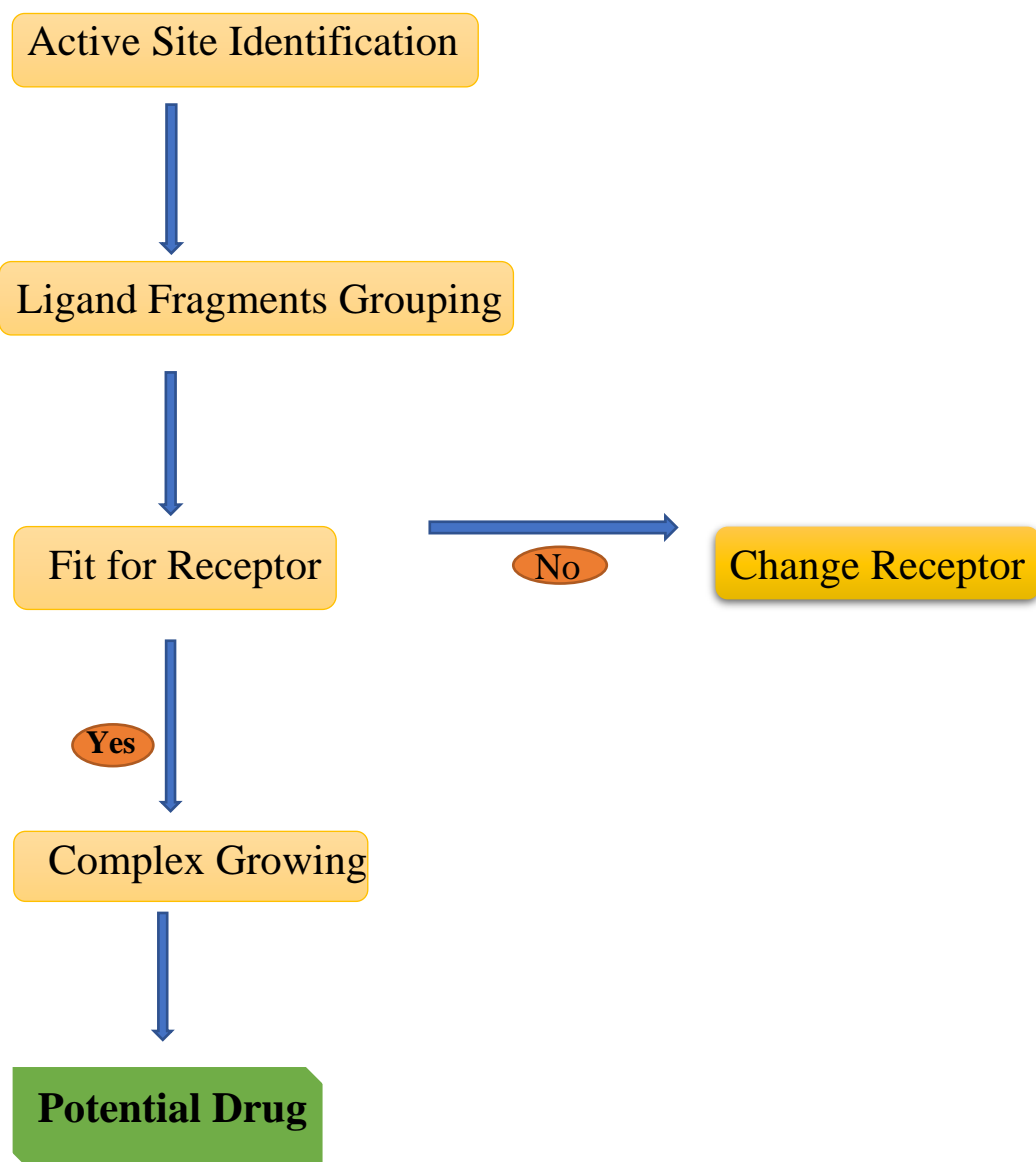 Active Site Identification
Ligand Fragments Grouping
Fit for Receptor
No
Change Receptor
Yes
Complex Growing
Potential Drug